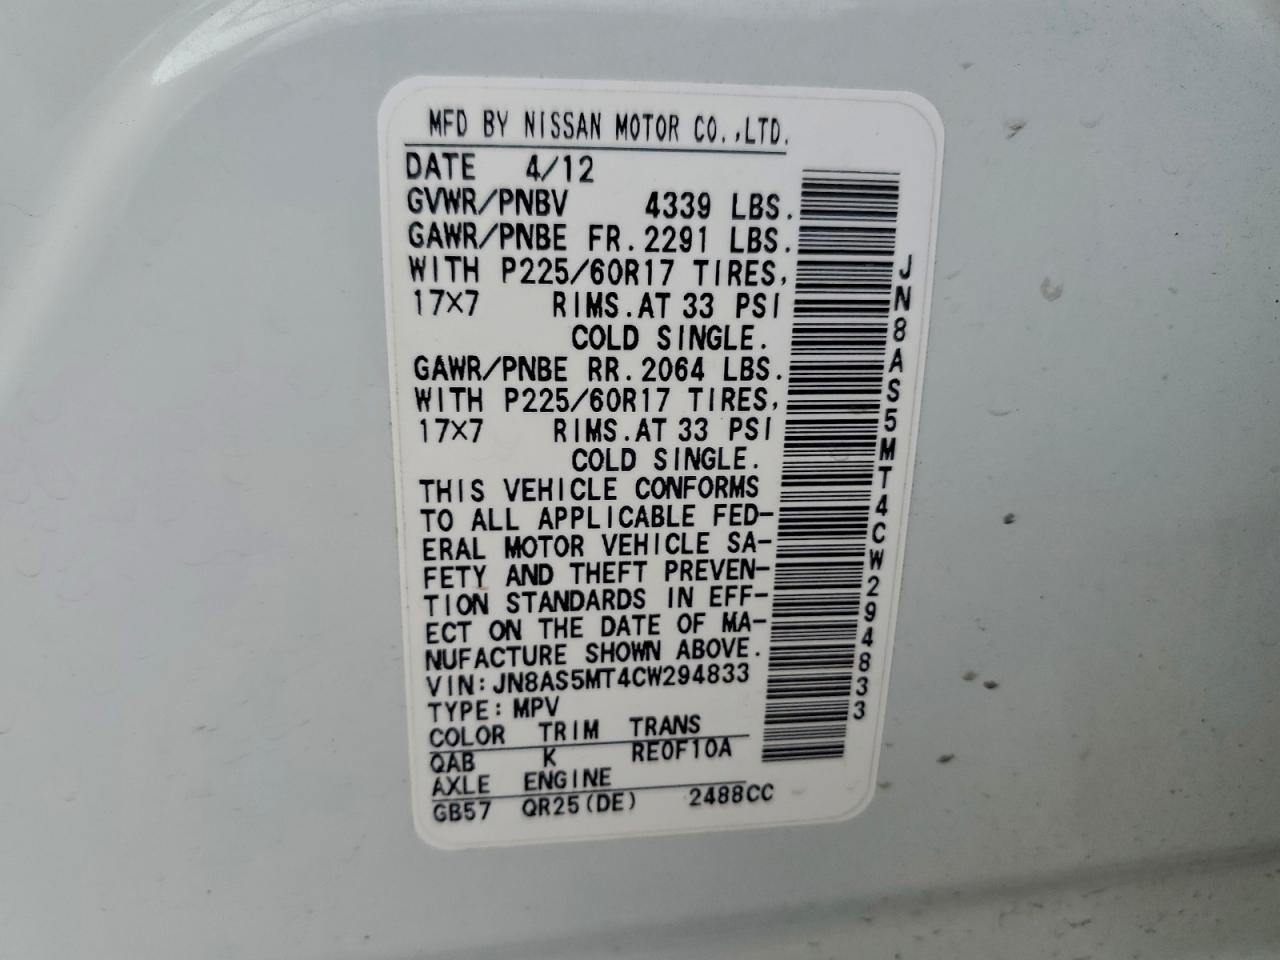 MFD BY NISSAN MOTOR CO.,LTD.
DATE 4/12
GVWR/PNBV 4339 LBS.
GAWR/PNBE FR.2291 LBS.
WITH P225/60R17 TIRES,
17X7 RIMS.AT 33 PSI
COLD SINGLE.
GAWR/PNBE RR.2064 LBS.
WITH P225/60R17 TIRES,
17X7 RIMS.AT 33 PSI
COLD SINGLE.
THIS VEHICLE CONFORMS
TO ALL APPLICABLE FED-
ERAL MOTOR VEHICLE SA-
FETY AND THEFT PREVEN-
TION STANDARDS IN EFF-
ECT ON THE DATE OF MA-
NUFACTURE SHOWN ABOVE.
VIN:JN8AS5MT4CW294833
TYPE:MPV
COLOR TRIM TRANS
QAB K RE0F10A
AXLE ENGINE
GB57 QR25(DE) 2488CC
JN8AS5MT4CW294833